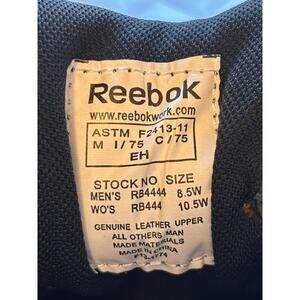 Reebok
www.reebokwork.com
ASTM F2413-11
M I/75 C/75
EH
STOCK NO SIZE
MEN'S RB4444 8.5W
WO'S RB444 10.5W
GENUINE LEATHER UPPER
ALL OTHERS MAN
MADE MATERIALS
MADE IN CHINA